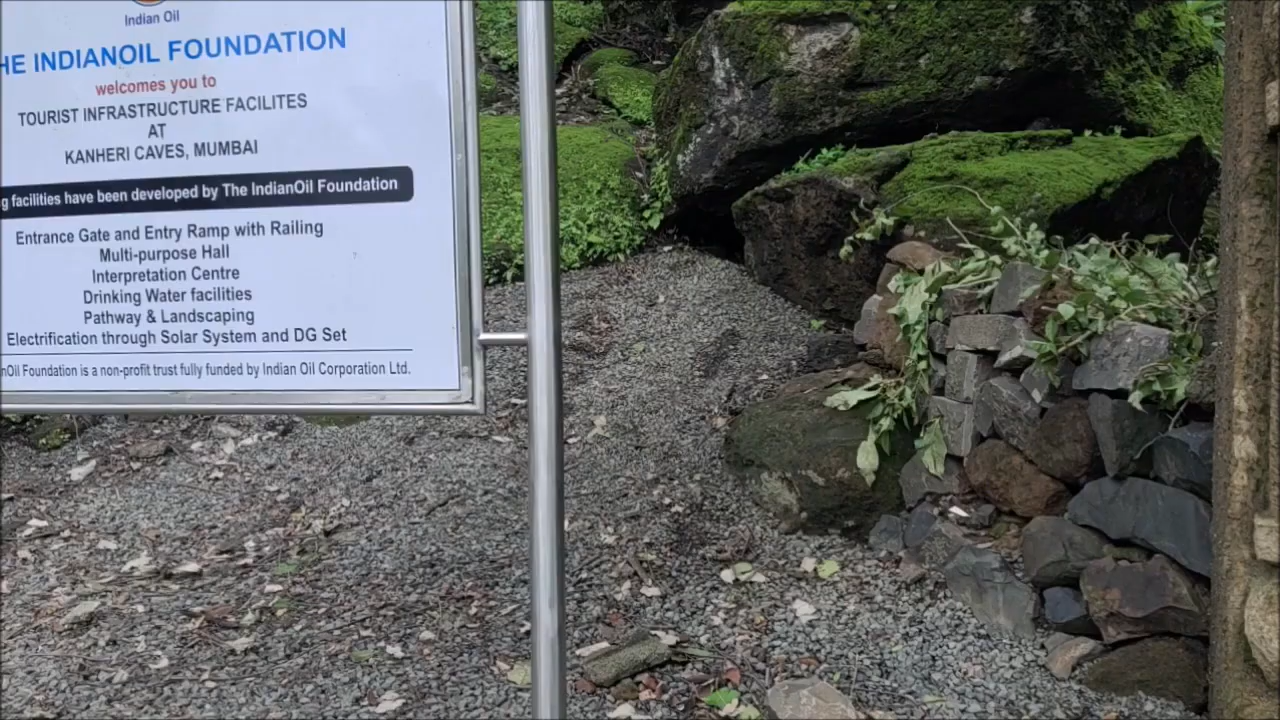 Indian Oil
HE INDIANOIL FOUNDATION
welcomes you to
TOURIST INFRASTRUCTURE FACILITES
AT
KANHERI CAVES, MUMBAI
g facilities have been developed by The IndianOil Foundation
Entrance Gate and Entry Ramp with Railing
Multi-purpose Hall
Interpretation Centre
Drinking Water facilities
Pathway & Landscaping
Electrification through Solar System and DG Set
nOil Foundation is a non-profit trust fully funded by Indian Oil Corporation Ltd.